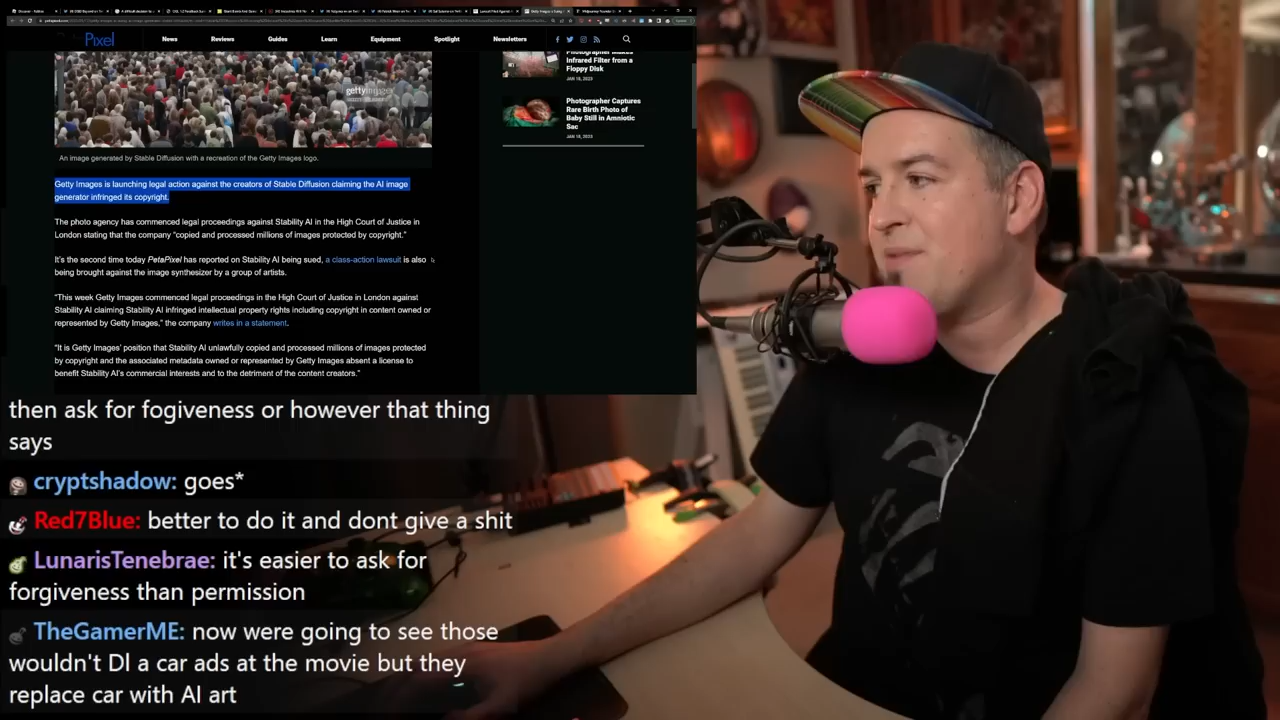 Pixel
News
Reviews
Guides
Learn
Equipment
Spotlight
Newsletters
gettyimages
An image generated by Stable Diffusion with a recreation of the Getty Images logo.
Getty Images is launching legal action against the creators of Stable Diffusion claiming the AI image
generator infringed its copyright.
The photo agency has commenced legal proceedings against Stability AI in the High Court of Justice in
London stating that the company “copied and processed millions of images protected by copyright.”
It’s the second time today PetaPixel has reported on Stability AI being sued, a class-action lawsuit is also
being brought against the image synthesizer by a group of artists.
“This week Getty Images commenced legal proceedings in the High Court of Justice in London against
Stability AI claiming Stability AI infringed intellectual property rights including copyright in content owned or
represented by Getty Images,” the company writes in a statement.
“It is Getty Images’ position that Stability AI unlawfully copied and processed millions of images protected
by copyright and the associated metadata owned or represented by Getty Images absent a license to
benefit Stability AI’s commercial interests and to the detriment of the content creators.”
Photographer Makes
Infrared Filter from a
Floppy Disk
JAN 18, 2023
Photographer Captures
Rare Birth Photo of
Baby Still in Amniotic
Sac
JAN 18, 2023
then ask for fogiveness or however that thing
says
cryptshadow: goes*
Red7Blue: better to do it and dont give a shit
LunarisTenebrae: it's easier to ask for
forgiveness than permission
TheGamerME: now were going to see those
wouldn't Dl a car ads at the movie but they
replace car with AI art